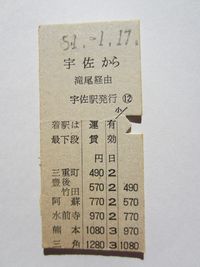 51.-1.17.
宇佐から
滝尾経由
宇佐駅発行 ⑫
小
着駅は 運賃 有効
最下段
円 日
三重町 490 2
豊後竹田 570 2 490
阿蘇 770 2 570
水前寺 970 2 770
熊本 1080 3 970
三角 1280 3 1080